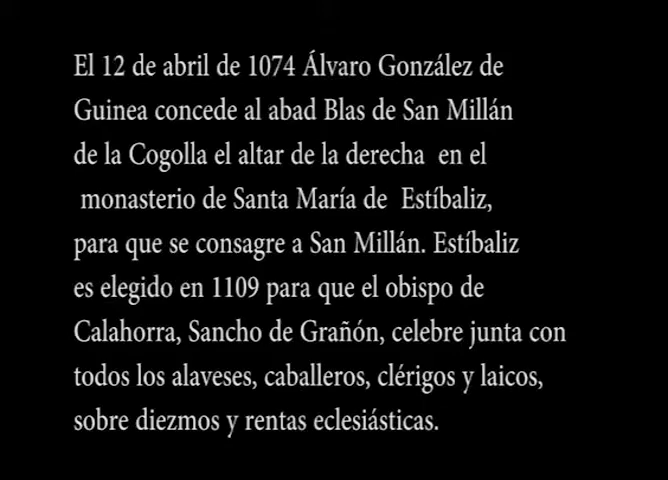 El 12 de abril de 1074 Álvaro González de
Guinea concede al abad Blas de San Millán
de la Cogolla el altar de la derecha en el
monasterio de Santa María de Estíbaliz,
para que se consagre a San Millán. Estíbaliz
es elegido en 1109 para que el obispo de
Calahorra, Sancho de Grañón, celebre junta con
todos los alaveses, caballeros, clérigos y laicos,
sobre diezmos y rentas eclesiásticas.